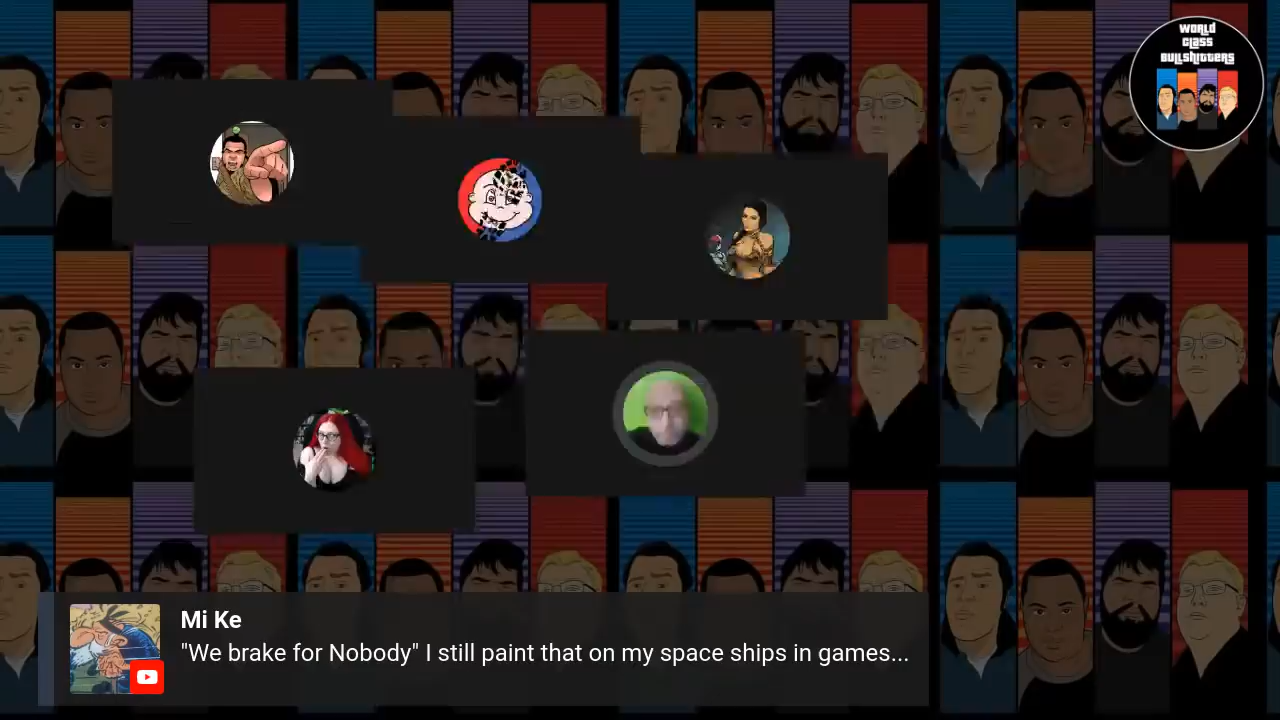 WORLD
CLASS
BULLSHITTERS
Mi Ke
"We brake for Nobody" I still paint that on my space ships in games...